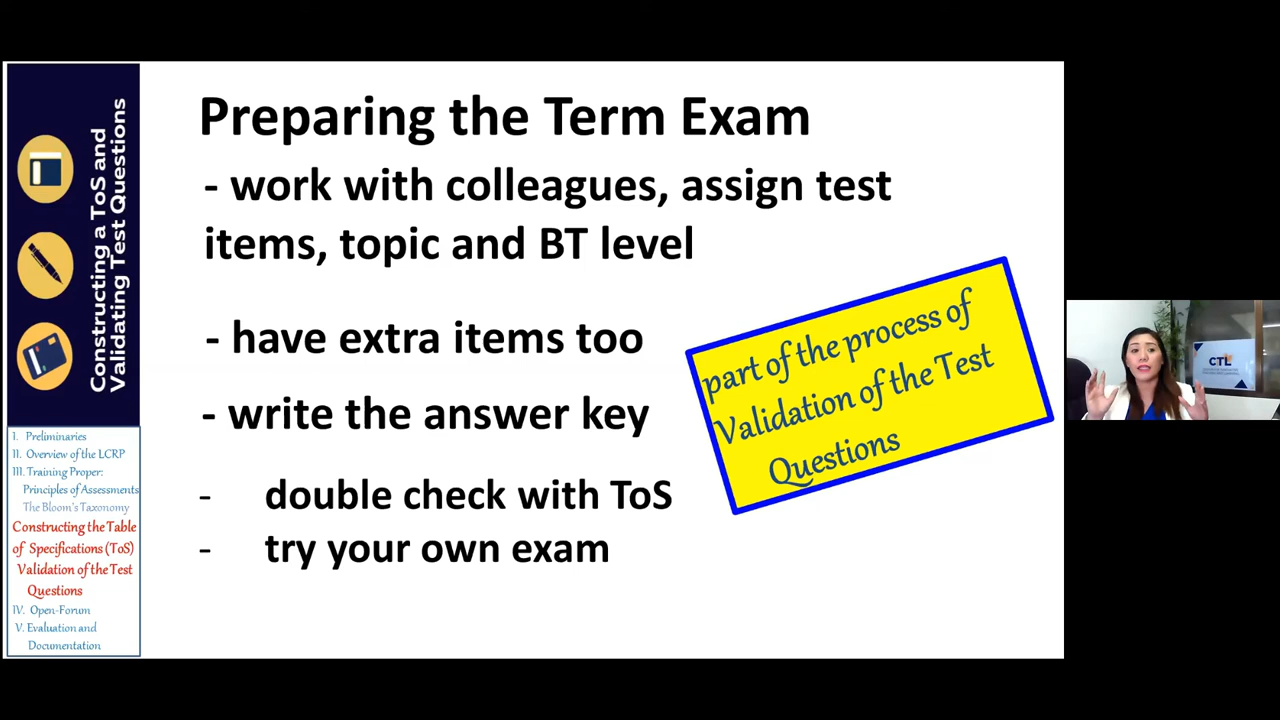 Constructing a ToS and
Validating Test Questions
I. Preliminaries
II. Overview of the LCRP
III. Training Proper:
Principles of Assessments
The Bloom's Taxonomy
Constructing the Table
of Specifications (ToS)
Validation of the Test
Questions
IV. Open-Forum
V. Evaluation and
Documentation
Preparing the Term Exam
- work with colleagues, assign test
items, topic and BT level
- have extra items too
- write the answer key
- double check with ToS
- try your own exam
part of the process of
Validation of the Test
Questions
CTL